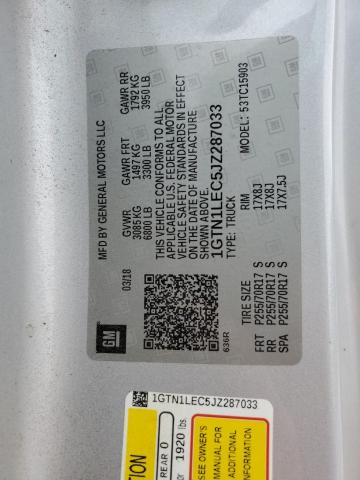 MFD BY GENERAL MOTORS LLC
03/18
GVWR GAWR FRT GAWR RR
3085 KG 1497 KG 1792 KG
6800 LB 3300 LB 3950 LB
THIS VEHICLE CONFORMS TO ALL
APPLICABLE U.S. FEDERAL MOTOR
VEHICLE SAFETY STANDARDS IN EFFECT
ON THE DATE OF MANUFACTURE
SHOWN ABOVE.
1GTN1LEC5JZ287033
TYPE: TRUCK MODEL: 53TC15903
GM
636R
TIRE SIZE RIM
FRT P255/70R17 S 17X8J
RR P255/70R17 S 17X8J
SPA P255/70R17 S 17X7.5J
1GTN1LEC5JZ287033
REAR 0
1920 lbs.
SEE OWNER'S
MANUAL FOR
ADDITIONAL
INFORMATION